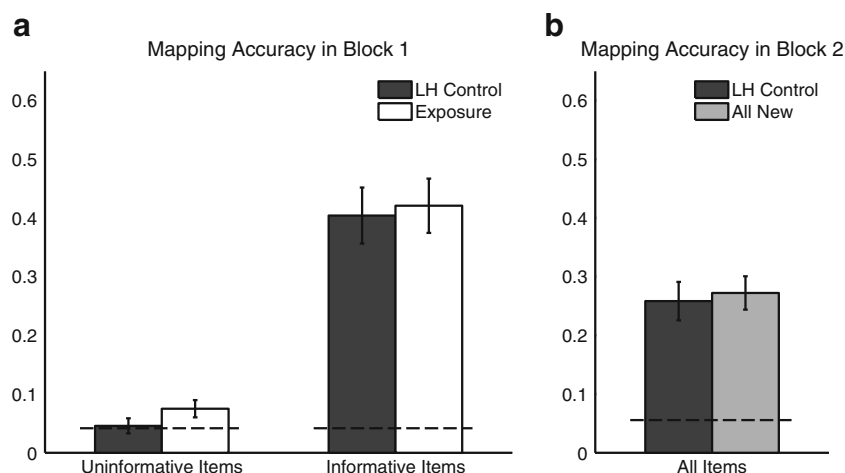 a
Mapping Accuracy in Block 1
LH Control
Exposure
0.6
0.5
0.4
0.3
0.2
0.1
0
Uninformative Items
Informative Items
b
Mapping Accuracy in Block 2
LH Control
All New
0.6
0.5
0.4
0.3
0.2
0.1
0
All Items